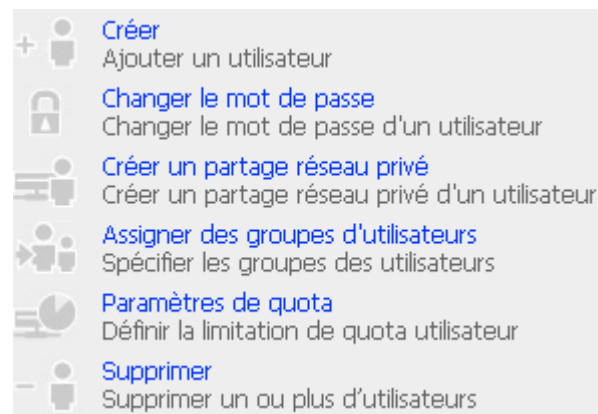 Créer
Ajouter un utilisateur
Changer le mot de passe
Changer le mot de passe d'un utilisateur
Créer un partage réseau privé
Créer un partage réseau privé d'un utilisateur
Assigner des groupes d'utilisateurs
Spécifier les groupes des utilisateurs
Paramètres de quota
Définir la limitation de quota utilisateur
Supprimer
Supprimer un ou plus d’utilisateurs